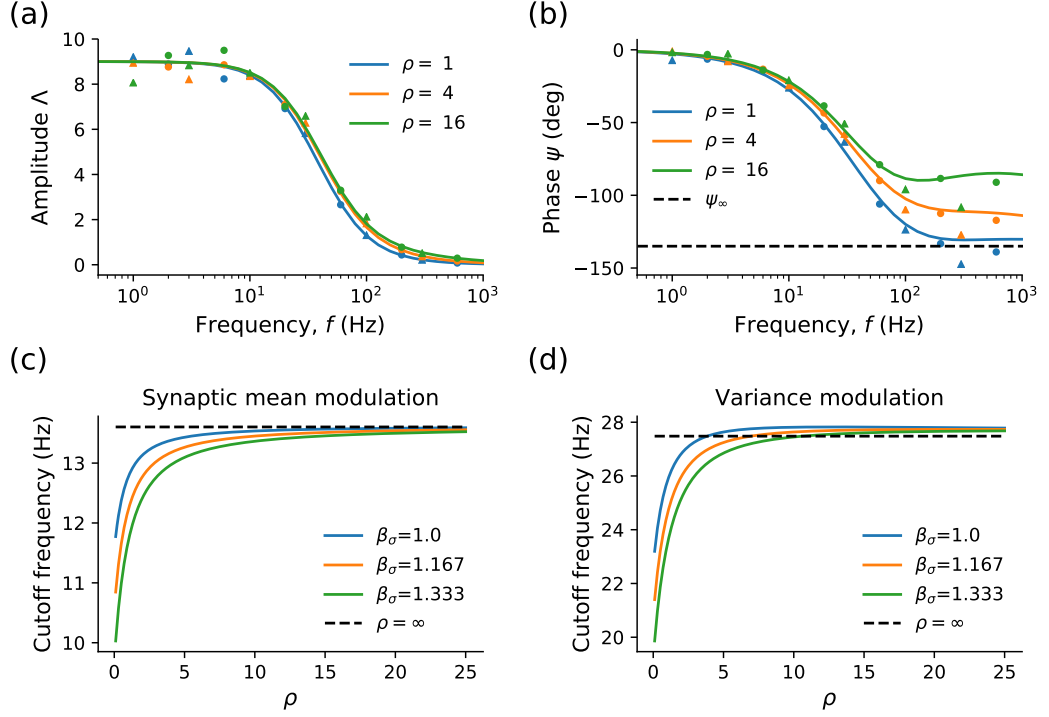 (a)
10
8
6
4
2
0
Amplitude Λ
ρ = 1
ρ = 4
ρ = 16
10⁰
10¹
10²
10³
Frequency, f (Hz)
(b)
0
−50
−100
−150
Phase ψ (deg)
ρ = 1
ρ = 4
ρ = 16
ψ∞
10⁰
10¹
10²
10³
Frequency, f (Hz)
(c)
Synaptic mean modulation
13
12
11
10
Cutoff frequency (Hz)
βσ=1.0
βσ=1.167
βσ=1.333
ρ = ∞
0
5
10
15
20
25
ρ
(d)
Variance modulation
28
26
24
22
20
Cutoff frequency (Hz)
βσ=1.0
βσ=1.167
βσ=1.333
ρ = ∞
0
5
10
15
20
25
ρ